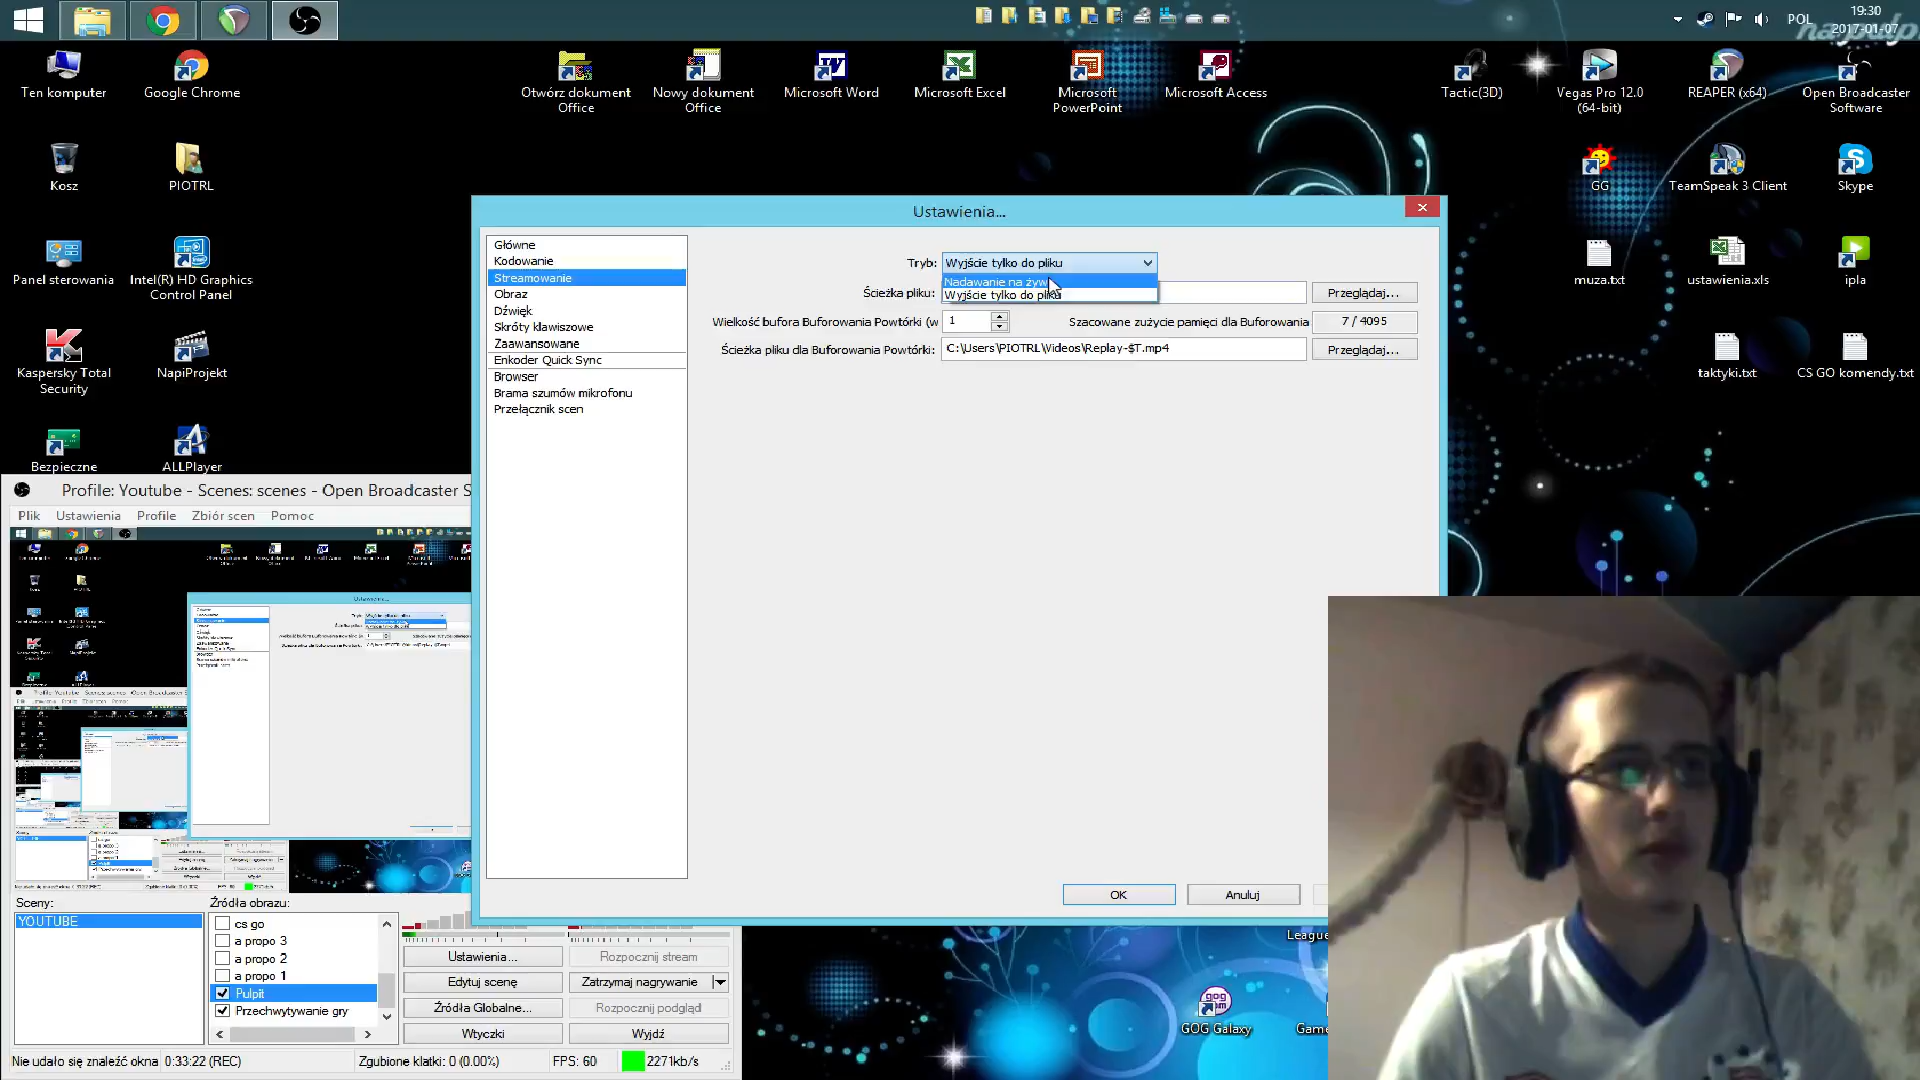 POL
19:30
2017-01-07
Ten komputer
Google Chrome
Otwórz dokument Office
Nowy dokument Office
Microsoft Word
Microsoft Excel
Microsoft PowerPoint
Microsoft Access
Tactic(3D)
Vegas Pro 12.0 (64-bit)
REAPER (x64)
Open Broadcaster Software
Kosz
PIOTRL
GG
TeamSpeak 3 Client
Skype
Panel sterowania
Intel(R) HD Graphics Control Panel
muza.txt
ustawienia.xls
ipla
Kaspersky Total Security
NapiProjekt
taktyki.txt
CS GO komendy.txt
Bezpieczne
ALLPlayer
Ustawienia...
Główne
Kodowanie
Streamowanie
Obraz
Dźwięk
Skróty klawiszowe
Zaawansowane
Enkoder Quick Sync
Browser
Brama szumów mikrofonu
Przełącznik scen
Tryb:
Wyjście tylko do pliku
Nadawanie na żyw
Wyjście tylko do pliku
Ścieżka pliku:
Przeglądaj...
Wielkość bufora Buforowania Powtórki (w
1
Szacowane zużycie pamięci dla Buforowania
7 / 4095
Ścieżka pliku dla Buforowania Powtórki:
C:\Users\PIOTRL\Videos\Replay-$T.mp4
Przeglądaj...
OK
Anuluj
Profile: Youtube - Scenes: scenes - Open Broadcaster S
Plik
Ustawienia
Profile
Zbiór scen
Pomoc
Sceny:
YOUTUBE
Źródła obrazu:
cs go
a propo 3
a propo 2
a propo 1
Pulpit
Przechwytywanie gry
Ustawienia...
Rozpocznij stream
Edytuj scenę
Zatrzymaj nagrywanie
Źródła Globalne...
Rozpocznij podgląd
Wtyczki
Wyjdź
Nie udało się znaleźć okna
0:33:22 (REC)
Zgubione klatki: 0 (0.00%)
FPS: 60
2271kb/s
League
GOG Galaxy
Game